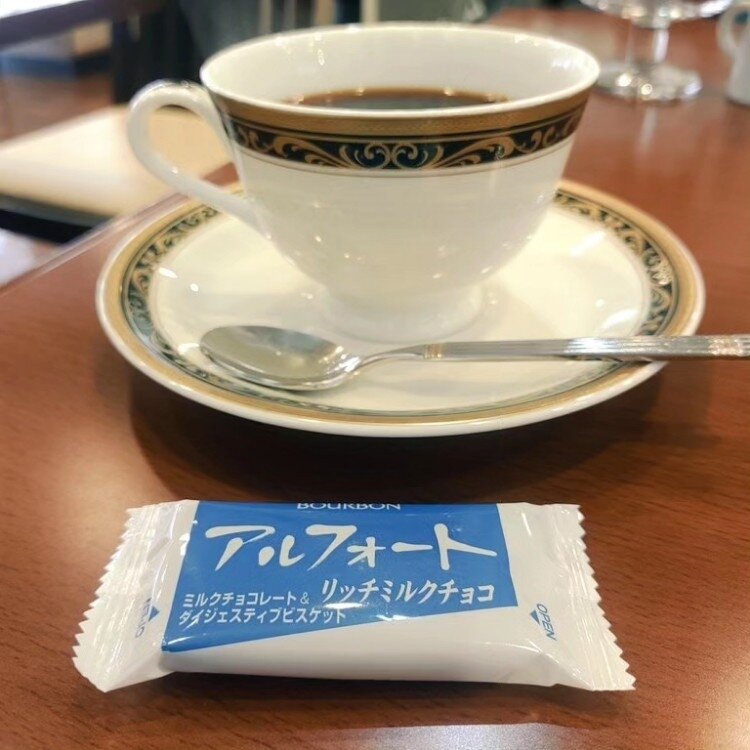 BOURBON
アルフォート
リッチミルクチョコ
ミルクチョコレート&
ダイジェスティブビスケット
OPEN
OPEN